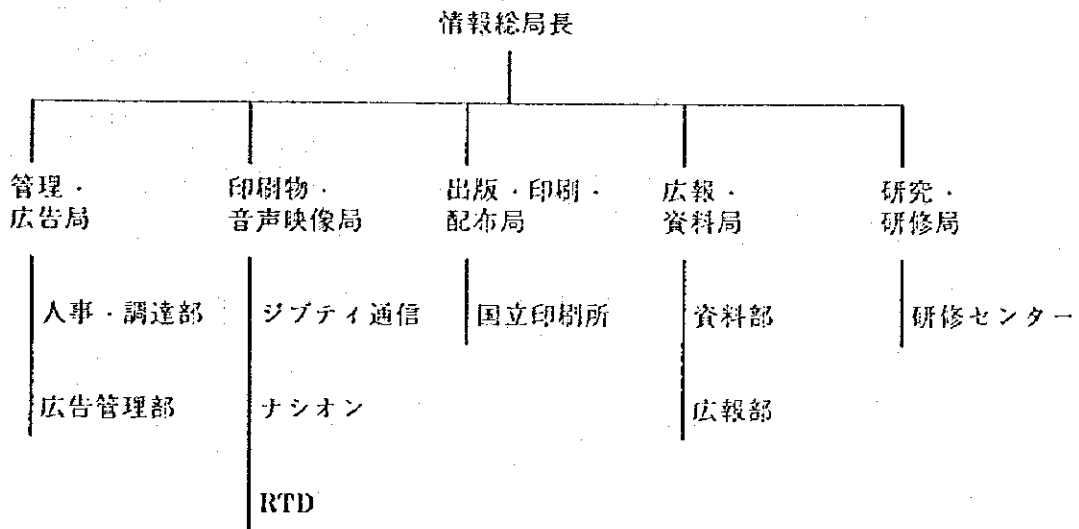 情報総局長
管理・
広告局
印刷物・
音声映像局
出版・印刷・
配布局
広報・
資料局
研究・
研修局
人事・調達部
ジブティ通信
国立印刷所
資料部
研修センター
広告管理部
ナシオン
広報部
RTD